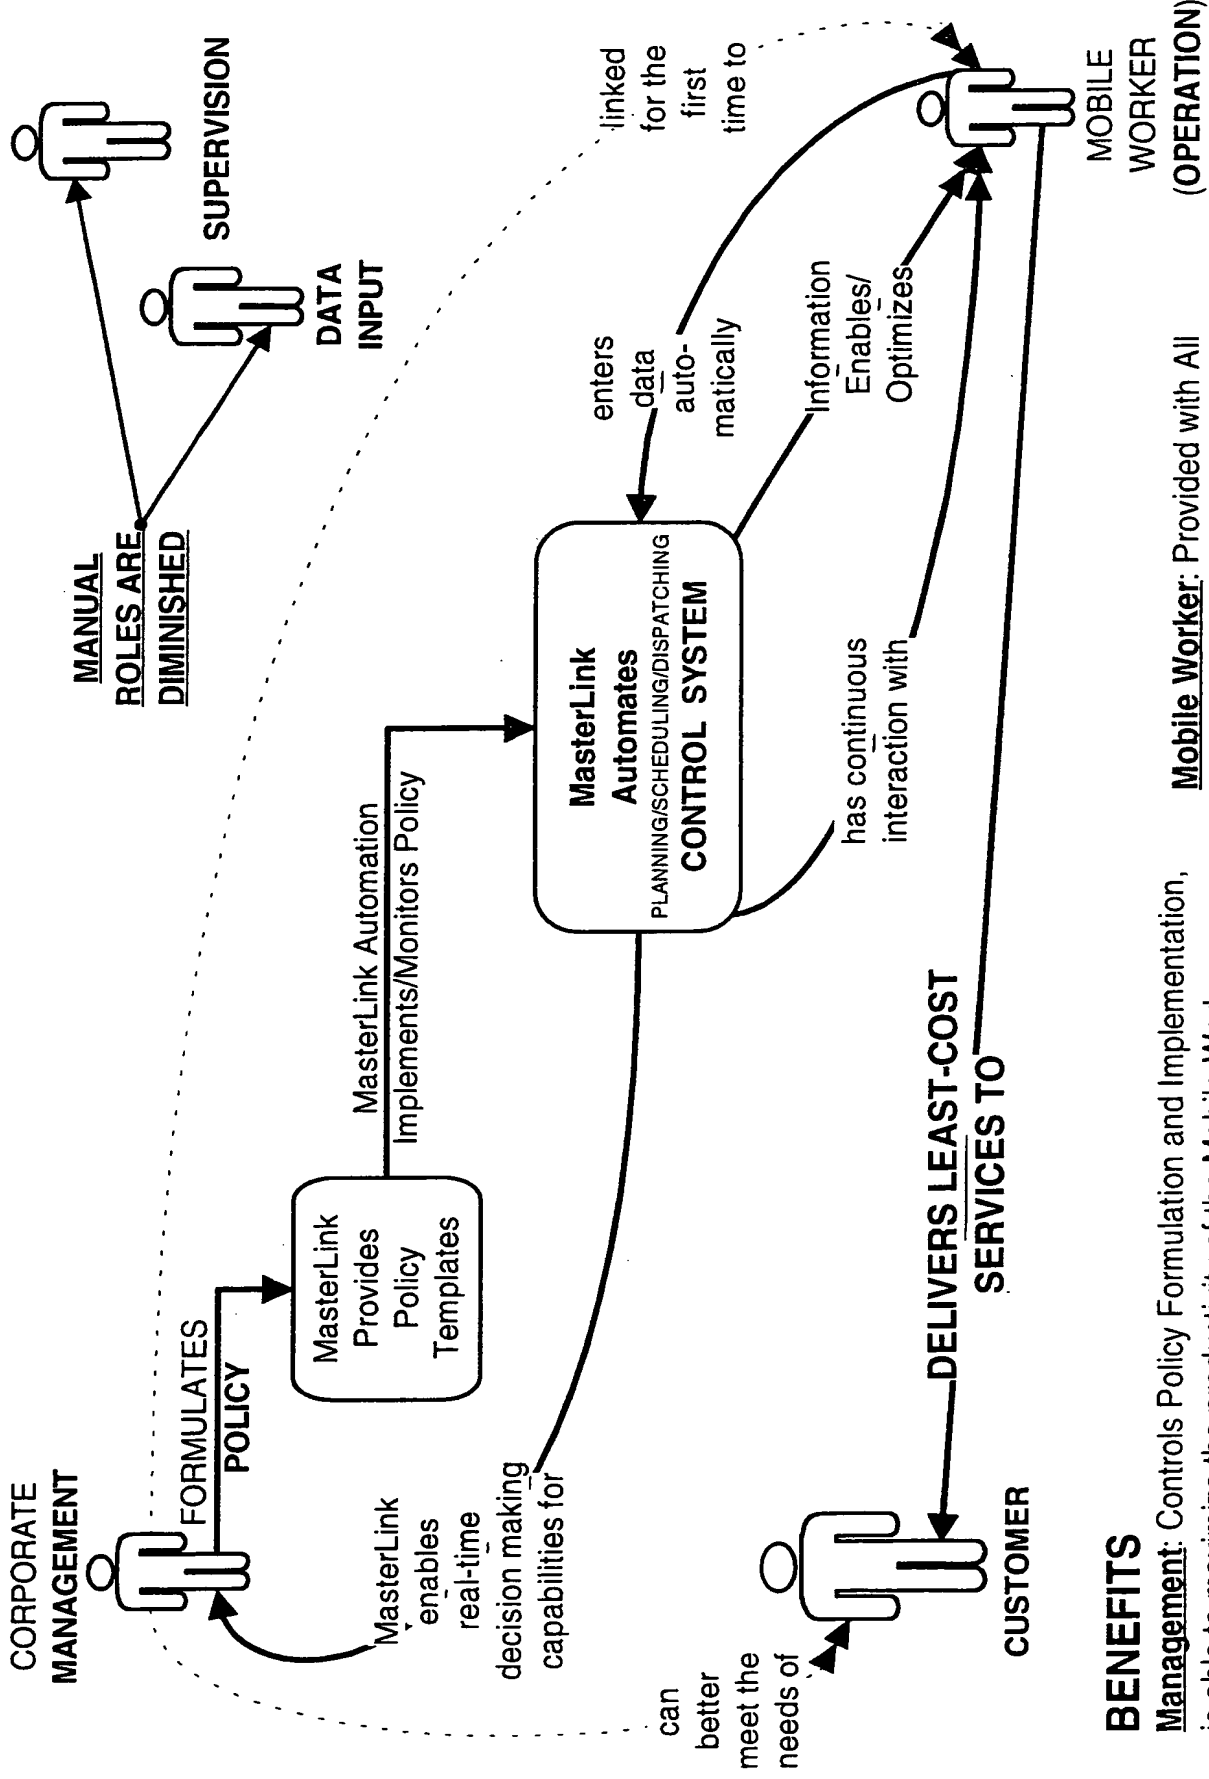 CORPORATE
MANAGEMENT
FORMULATES
POLICY
MasterLink
Provides
Policy
Templates
MasterLink Automation
Implements/Monitors Policy
MANUAL
ROLES ARE
DIMINISHED
SUPERVISION
DATA
INPUT
MasterLink
enables
real-time
decision making
capabilities for
MasterLink
Automates
PLANNING/SCHEDULING/DISPATCHING
CONTROL SYSTEM
enters
data
auto-
matically
linked
for the
first
time to
Information
Enables/
Optimizes
has continuous
interaction with
can
better
meet the
needs of
CUSTOMER
DELIVERS LEAST-COST
SERVICES TO
MOBILE
WORKER
(OPERATION)
BENEFITS
Management: Controls Policy Formulation and Implementation,
Mobile Worker: Provided with All